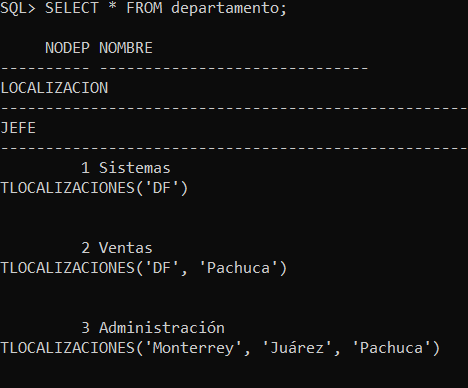 SQL> SELECT * FROM departamento;
     NODEP NOMBRE
---------- ------------------------------
LOCALIZACION
----------------------------------------------------
JEFE
----------------------------------------------------
         1 Sistemas
TLOCALIZACIONES('DF')
         2 Ventas
TLOCALIZACIONES('DF', 'Pachuca')
         3 Administración
TLOCALIZACIONES('Monterrey', 'Juárez', 'Pachuca')